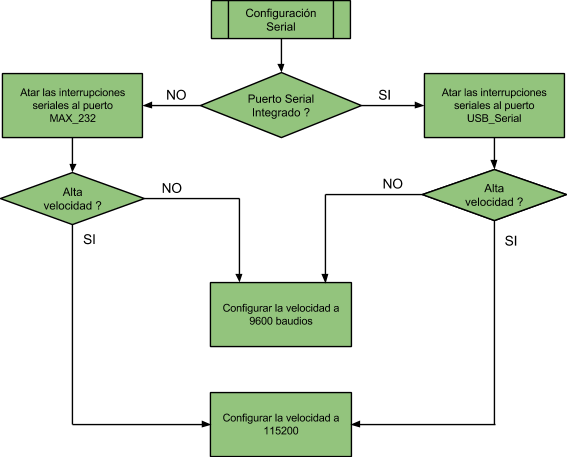 Configuración
Serial
Atar las interrupciones
seriales al puerto
MAX_232
NO
Puerto Serial
Integrado ?
SI
Atar las interrupciones
seriales al puerto
USB_Serial
Alta
velocidad ?
NO
NO
Alta
velocidad ?
SI
SI
Configurar la velocidad a
9600 baudios
Configurar la velocidad a
115200